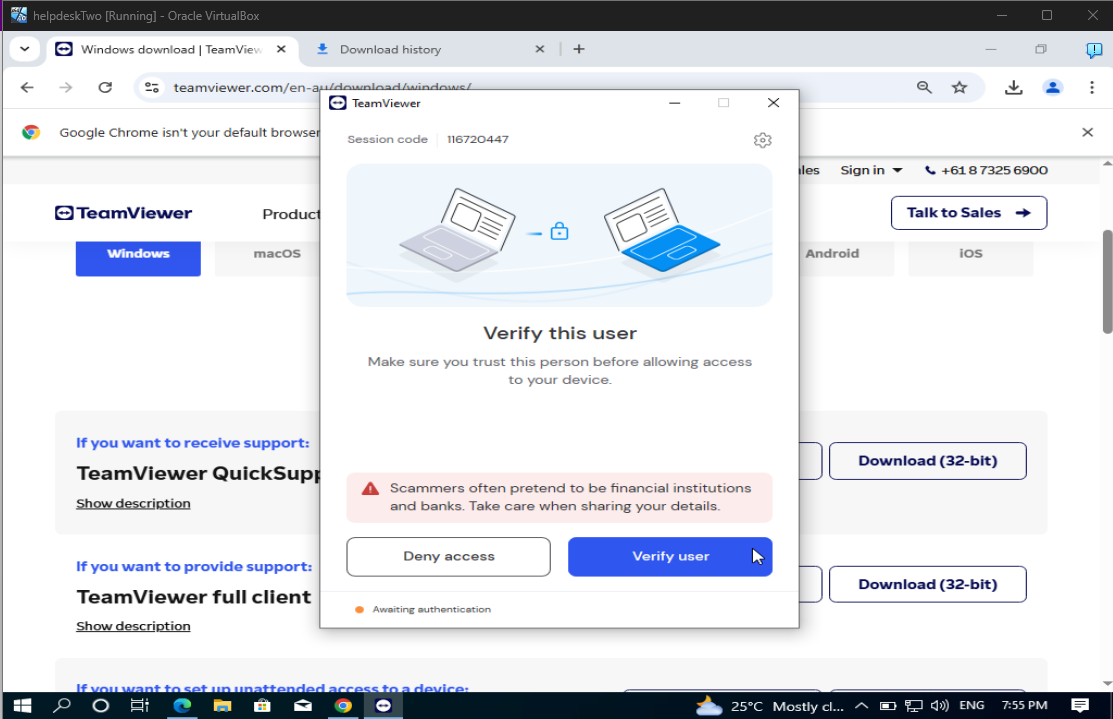 helpdeskTwo [Running] - Oracle VirtualBox
Windows download | TeamView
Download history
teamviewer.com/en-au/download/windows/
Google Chrome isn't your default browser
TeamViewer
Session code 116720447
Sign in
+61 8 7325 6900
TeamViewer
Product
Talk to Sales
Windows
macOS
Android
iOS
Verify this user
Make sure you trust this person before allowing access
to your device.
If you want to receive support:
TeamViewer QuickSupp
Download (32-bit)
Show description
Scammers often pretend to be financial institutions
and banks. Take care when sharing your details.
Deny access
Verify user
If you want to provide support:
TeamViewer full client
Download (32-bit)
Show description
Awaiting authentication
If you want to set up unattended access to a device:
25°C Mostly cl...
ENG
7:55 PM